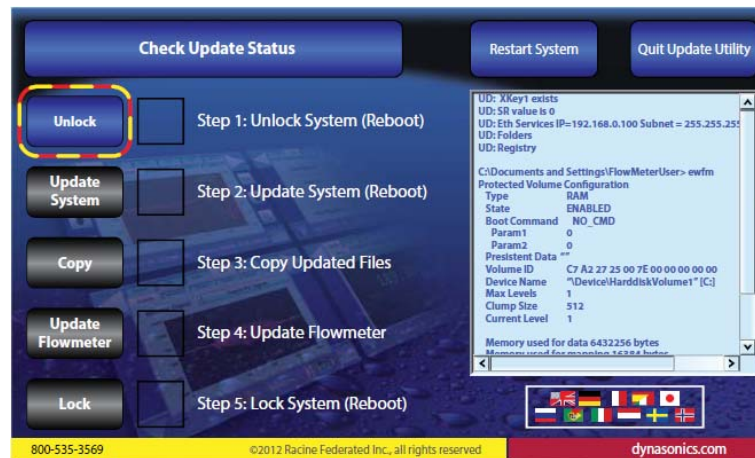 Check Update Status
Restart System
Quit Update Utility
Unlock
Step 1: Unlock System (Reboot)
Update
System
Step 2: Update System (Reboot)
Copy
Step 3: Copy Updated Files
Update
Flowmeter
Step 4: Update Flowmeter
Lock
Step 5: Lock System (Reboot)
UD: XKey1 exists
UD: SR value is 0
UD: Eth Services IP=192.168.0.100 Subnet = 255.255.255
UD: Folders
UD: Registry
C:\Documents and Settings\FlowMeterUser> ewfm
Protected Volume Configuration
Type RAM
State ENABLED
Boot Command NO_CMD
Param1 0
Param2 0
Presistent Data ""
Volume ID C7 A2 27 25 00 7E 00 00 00 00 00
Device Name "\Device\HarddiskVolume1" [C:]
Max Levels 1
Clump Size 512
Current Level 1
Memory used for data 6432256 bytes
Memory used for mapping 16384 bytes
800-535-3569
©2012 Racine Federated Inc., all rights reserved
dynasonics.com